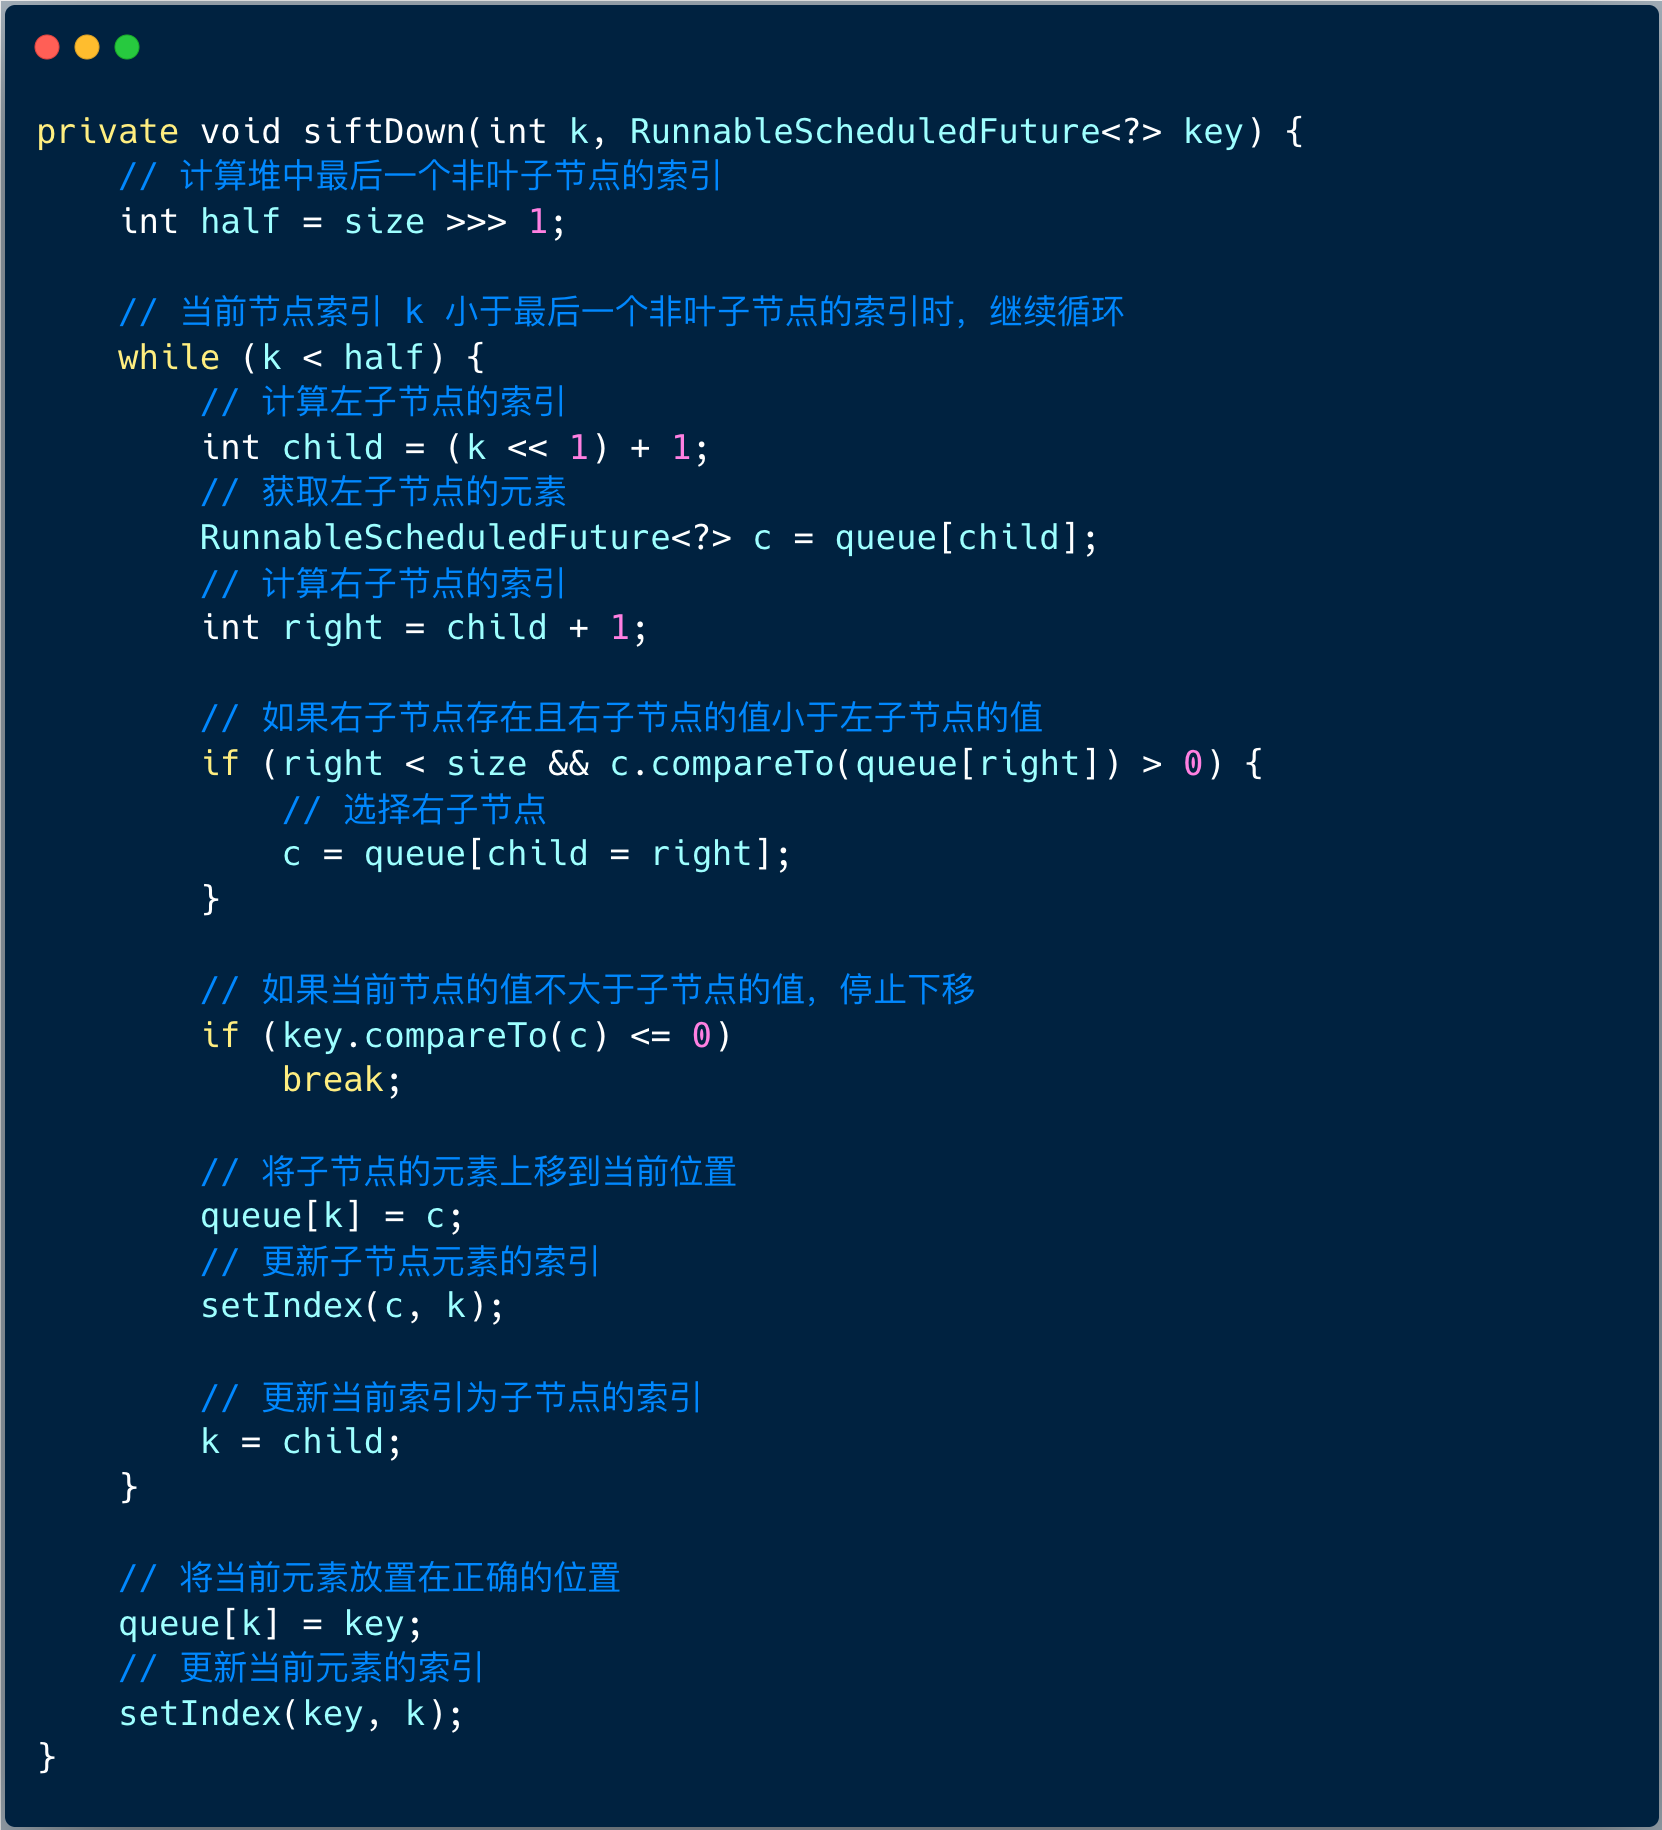 private void siftDown(int k, RunnableScheduledFuture<?> key) {
    // 计算堆中最后一个非叶子节点的索引
    int half = size >>> 1;

    // 当前节点索引 k 小于最后一个非叶子节点的索引时，继续循环
    while (k < half) {
        // 计算左子节点的索引
        int child = (k << 1) + 1;
        // 获取左子节点的元素
        RunnableScheduledFuture<?> c = queue[child];
        // 计算右子节点的索引
        int right = child + 1;

        // 如果右子节点存在且右子节点的值小于左子节点的值
        if (right < size && c.compareTo(queue[right]) > 0) {
            // 选择右子节点
            c = queue[child = right];
        }

        // 如果当前节点的值不大于子节点的值，停止下移
        if (key.compareTo(c) <= 0)
            break;

        // 将子节点的元素上移到当前位置
        queue[k] = c;
        // 更新子节点元素的索引
        setIndex(c, k);

        // 更新当前索引为子节点的索引
        k = child;
    }

    // 将当前元素放置在正确的位置
    queue[k] = key;
    // 更新当前元素的索引
    setIndex(key, k);
}